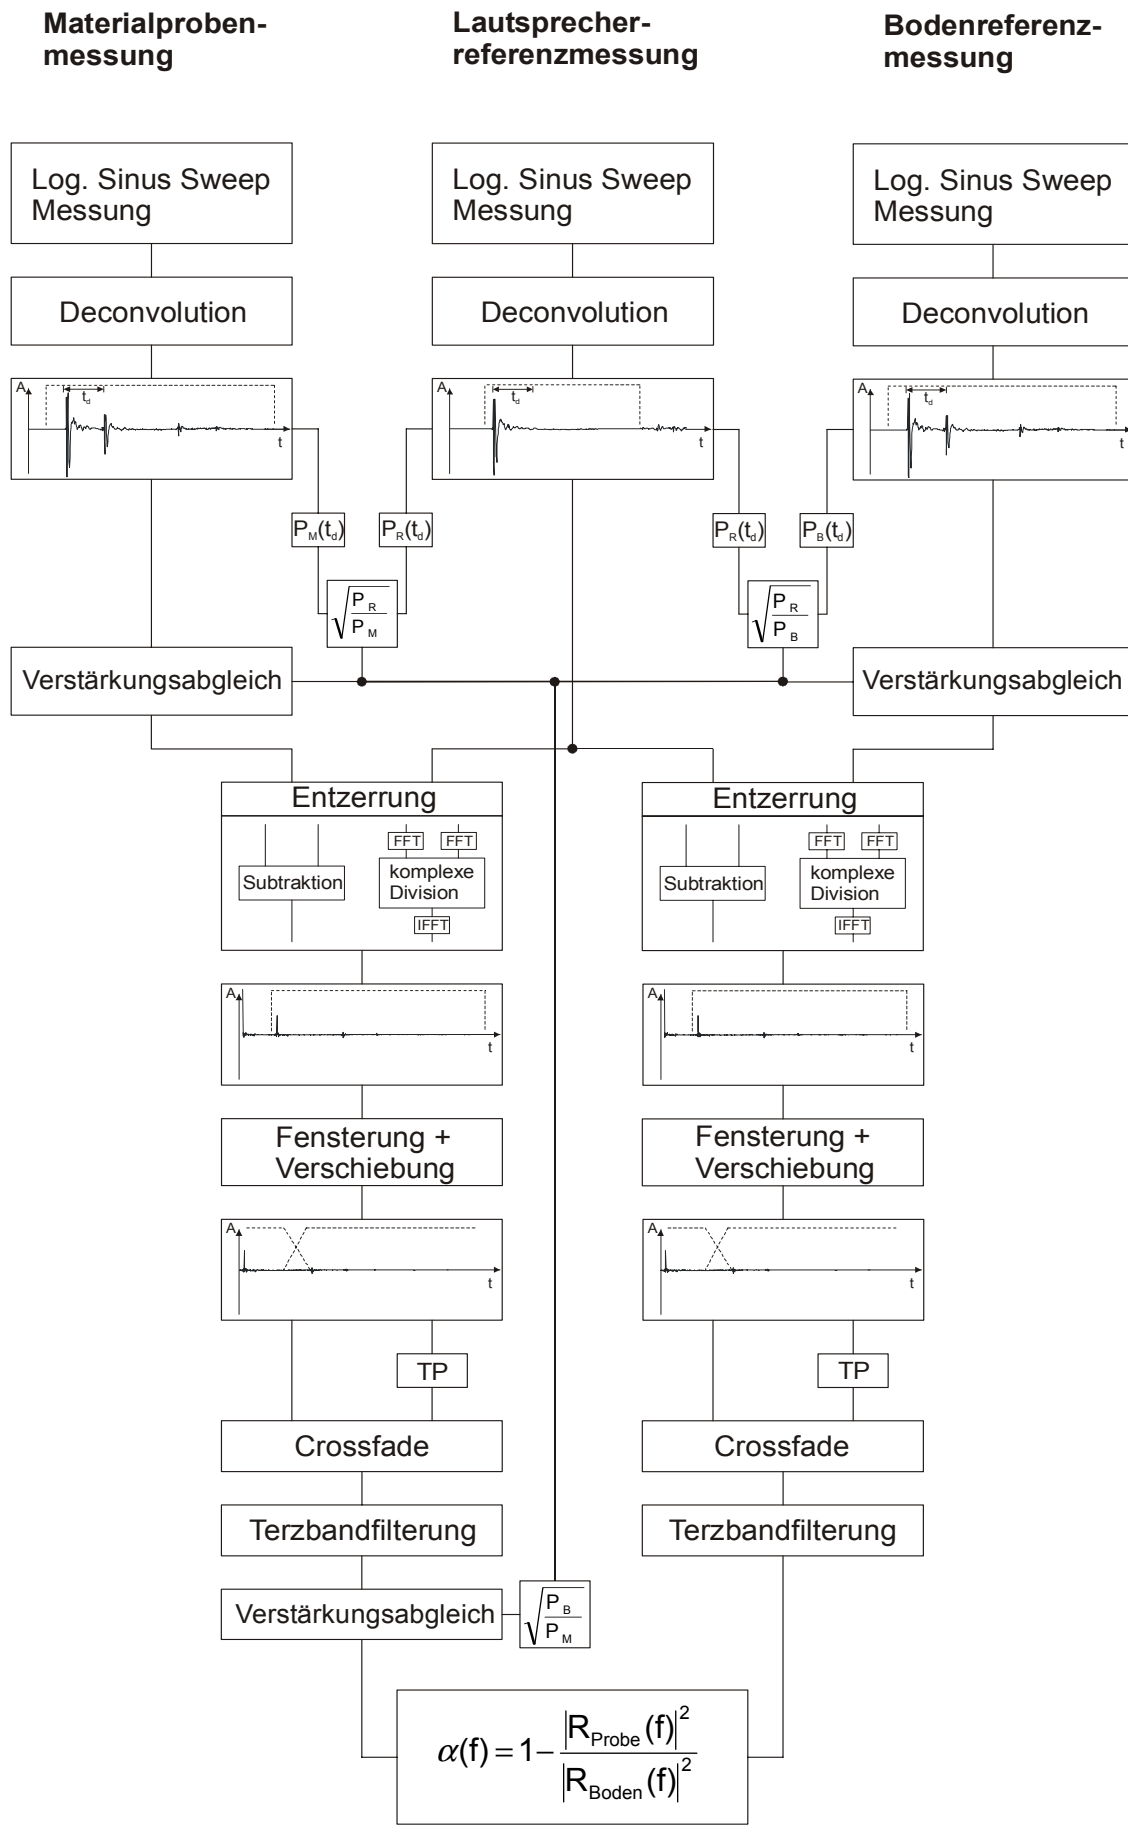 Materialproben-
messung
Lautsprecher-
referenzmessung
Bodenreferenz-
messung
Log. Sinus Sweep
Messung
Log. Sinus Sweep
Messung
Log. Sinus Sweep
Messung
Deconvolution
Deconvolution
Deconvolution
A
t_d
t
A
t_d
t
A
t_d
t
P_M(t_d)
P_R(t_d)
P_R(t_d)
P_B(t_d)
√(P_R/P_M)
√(P_R/P_B)
Verstärkungsabgleich
Verstärkungsabgleich
Entzerrung
Entzerrung
FFT FFT
Subtraktion
komplexe
Division
IFFT
FFT FFT
Subtraktion
komplexe
Division
IFFT
A
t
A
t
Fensterung +
Verschiebung
Fensterung +
Verschiebung
A
t
A
t
TP
TP
Crossfade
Crossfade
Terzbandfilterung
Terzbandfilterung
Verstärkungsabgleich
√(P_B/P_M)
α(f) = 1 − |R_Probe(f)|² / |R_Boden(f)|²